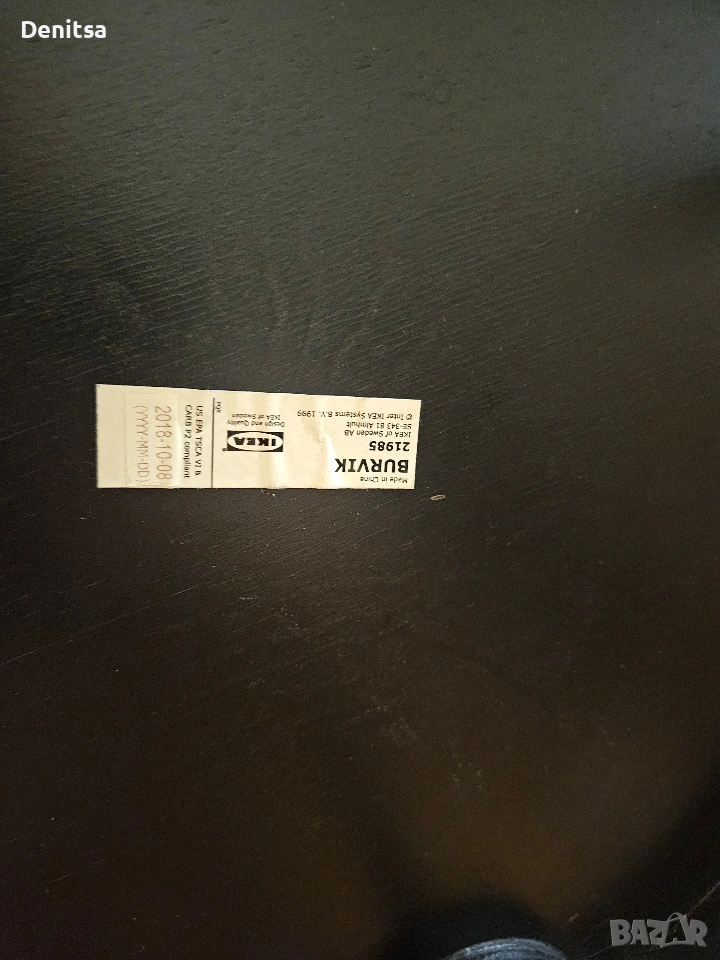 Denitsa
Made in China
BURVIK
21985
IKEA of Sweden AB
SE-343 81 Älmhult
© Inter IKEA Systems B.V. 1999
IKEA
Design and Quality
IKEA of Sweden
PQK
US EPA TSCA VI &
CARB P2 compliant
2018-10-08
(YYYY-MM-DD)
BAZAR